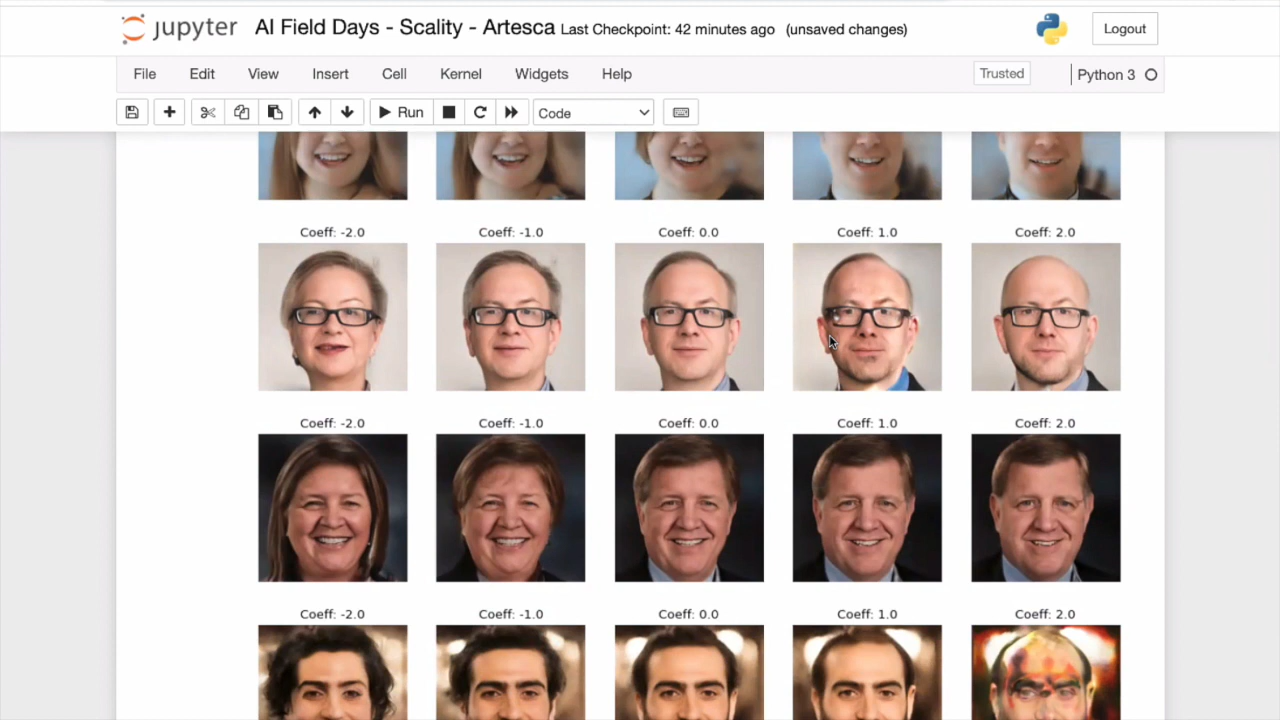 jupyter AI Field Days - Scality - Artesca Last Checkpoint: 42 minutes ago (unsaved changes) Logout
File Edit View Insert Cell Kernel Widgets Help Trusted Python 3
Run Code
Coeff: -2.0 Coeff: -1.0 Coeff: 0.0 Coeff: 1.0 Coeff: 2.0
Coeff: -2.0 Coeff: -1.0 Coeff: 0.0 Coeff: 1.0 Coeff: 2.0
Coeff: -2.0 Coeff: -1.0 Coeff: 0.0 Coeff: 1.0 Coeff: 2.0